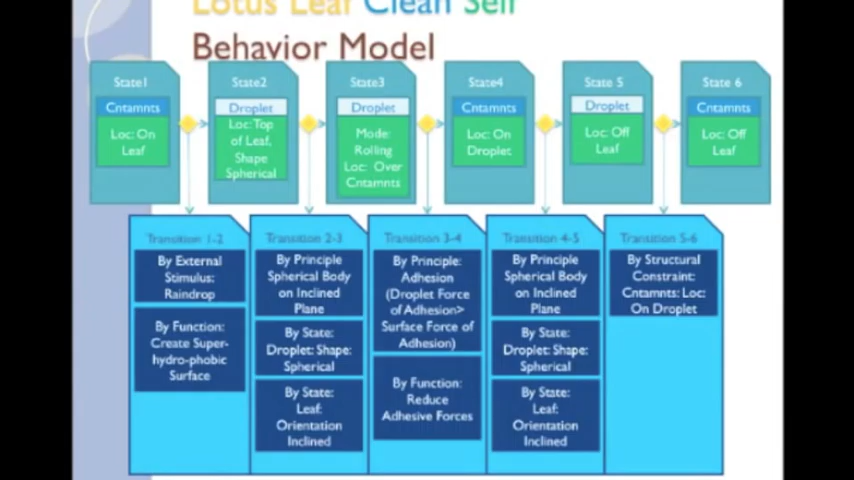 Lotus Leaf Clean Self
Behavior Model
State1
Cntamnts
Loc: On
Leaf
State2
Droplet
Loc: Top
of Leaf,
Shape
Spherical
State3
Droplet
Mode:
Rolling
Loc: Over
Cntamnts
State4
Cntamnts
Loc: On
Droplet
State 5
Droplet
Loc: Off
Leaf
State 6
Cntamnts
Loc: Off
Leaf
Transition 1-2
By External
Stimulus:
Raindrop
By Function:
Create Super-
hydro-phobic
Surface
Transition 2-3
By Principle
Spherical Body
on Inclined
Plane
By State:
Droplet: Shape:
Spherical
By State:
Leaf:
Orientation
Inclined
Transition 3-4
By Principle:
Adhesion
(Droplet Force
of Adhesion>
Surface Force of
Adhesion)
By Function:
Reduce
Adhesive Forces
Transition 4-5
By Principle
Spherical Body
on Inclined
Plane
By State:
Droplet: Shape:
Spherical
By State:
Leaf:
Orientation
Inclined
Transition 5-6
By Structural
Constraint:
Cntamnts: Loc:
On Droplet